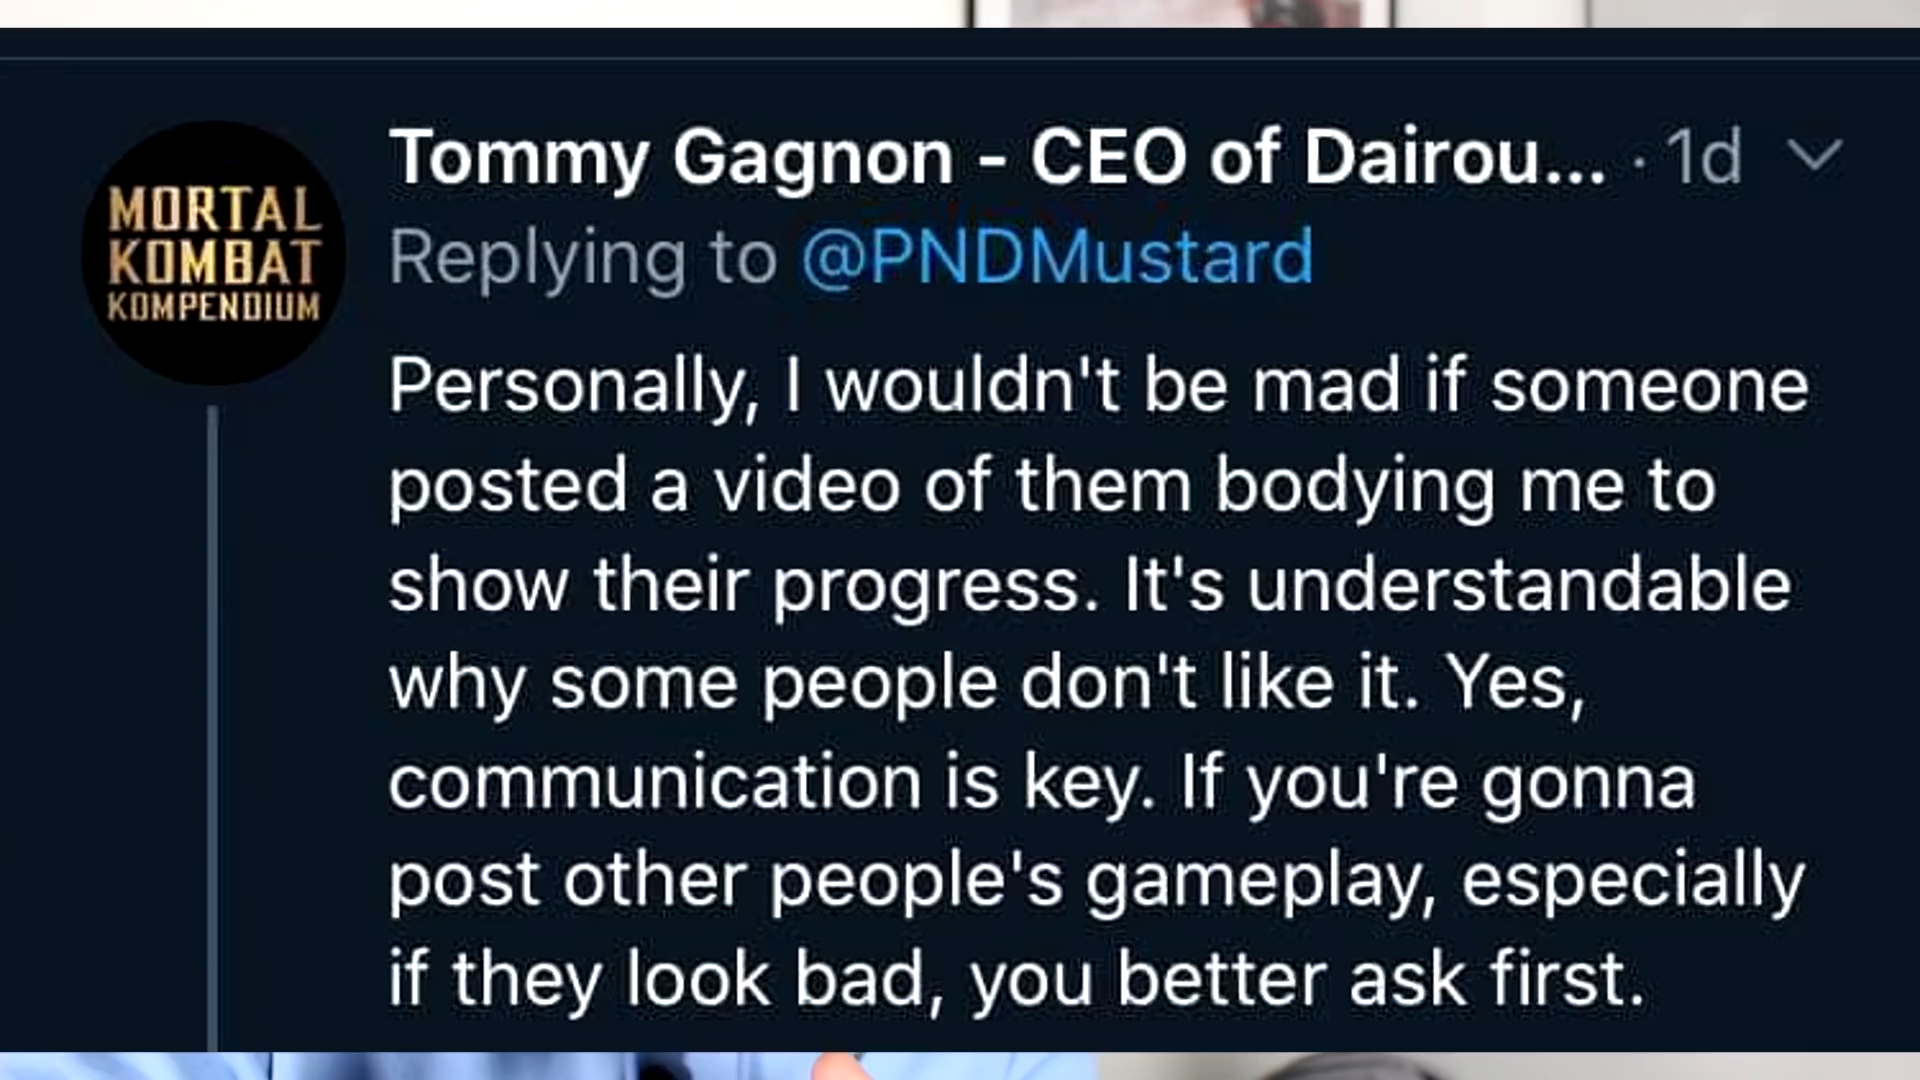 MORTAL
KOMBAT
KOMPENDIUM
Tommy Gagnon - CEO of Dairou... · 1d
Replying to @PNDMustard
Personally, I wouldn't be mad if someone
posted a video of them bodying me to
show their progress. It's understandable
why some people don't like it. Yes,
communication is key. If you're gonna
post other people's gameplay, especially
if they look bad, you better ask first.